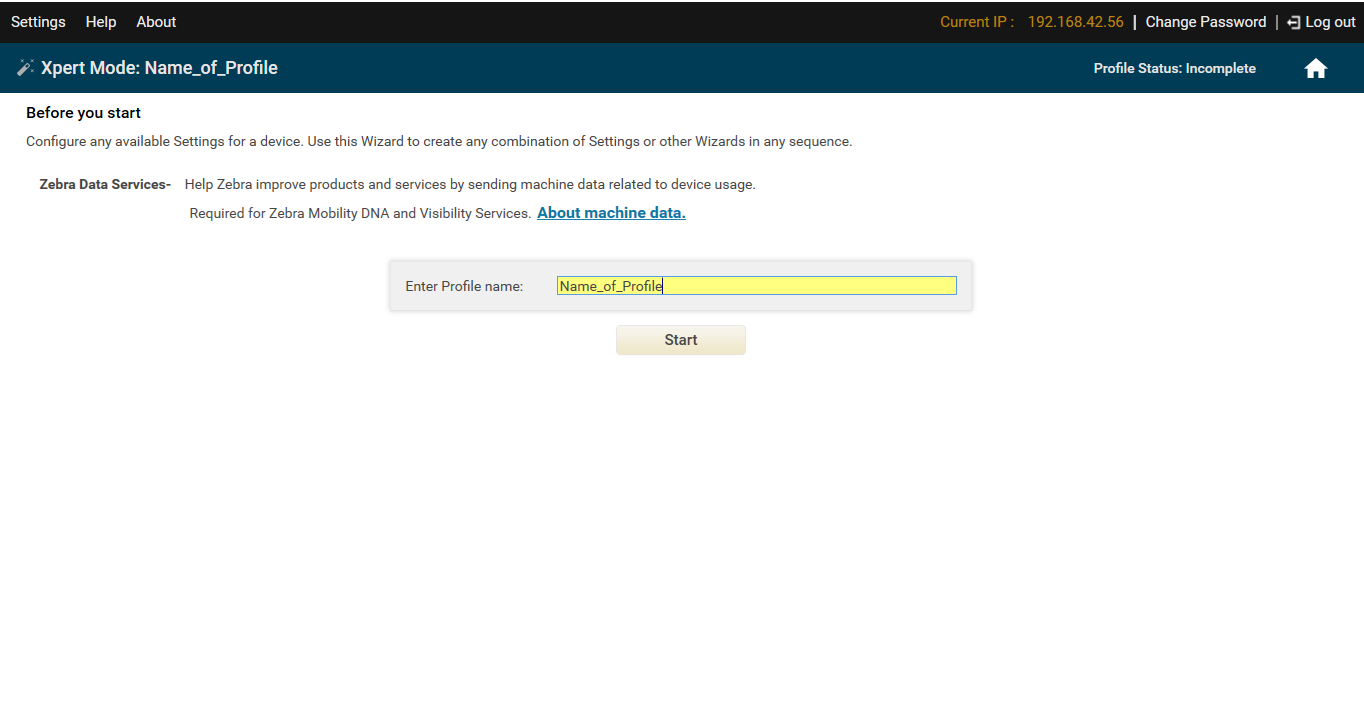 Settings Help About Current IP : 192.168.42.56 | Change Password | Log out
Xpert Mode: Name_of_Profile Profile Status: Incomplete
Before you start
Configure any available Settings for a device. Use this Wizard to create any combination of Settings or other Wizards in any sequence.
Zebra Data Services- Help Zebra improve products and services by sending machine data related to device usage.
Required for Zebra Mobility DNA and Visibility Services. About machine data.
Enter Profile name: Name_of_Profile
Start